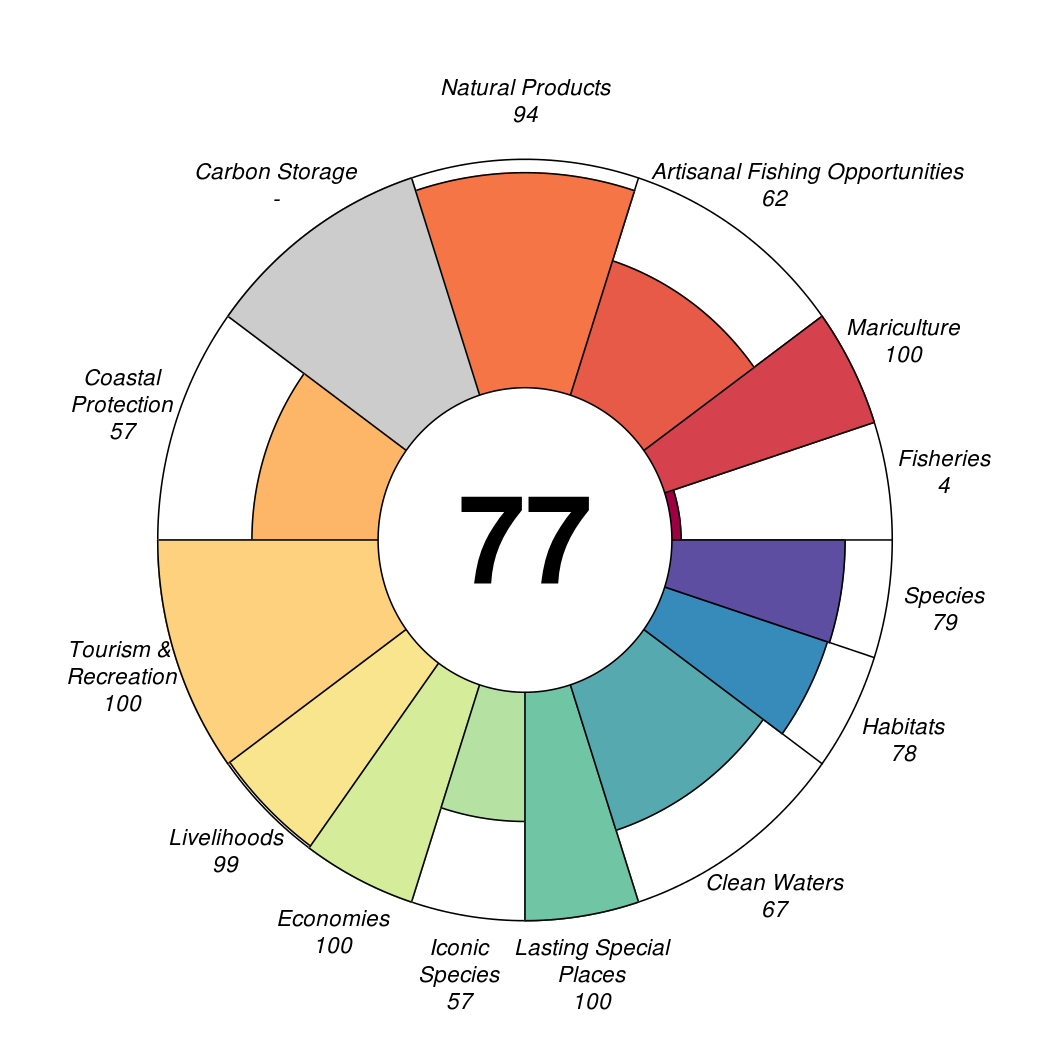 Natural Products
94
Artisanal Fishing Opportunities
62
Carbon Storage
-
Mariculture
100
Coastal
Protection
57
Fisheries
4
77
Species
79
Tourism &
Recreation
100
Habitats
78
Livelihoods
99
Clean Waters
67
Economies
100
Iconic
Species
57
Lasting Special
Places
100